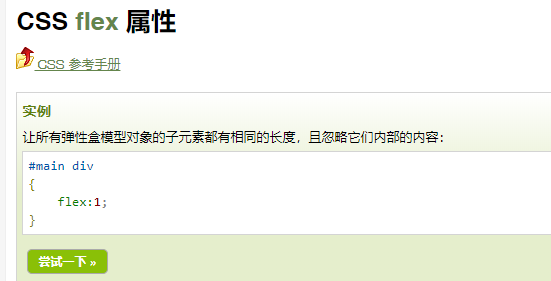 CSS flex 属性
CSS 参考手册
实例
让所有弹性盒模型对象的子元素都有相同的长度，且忽略它们内部的内容：
#main div
{
    flex:1;
}
尝试一下 »